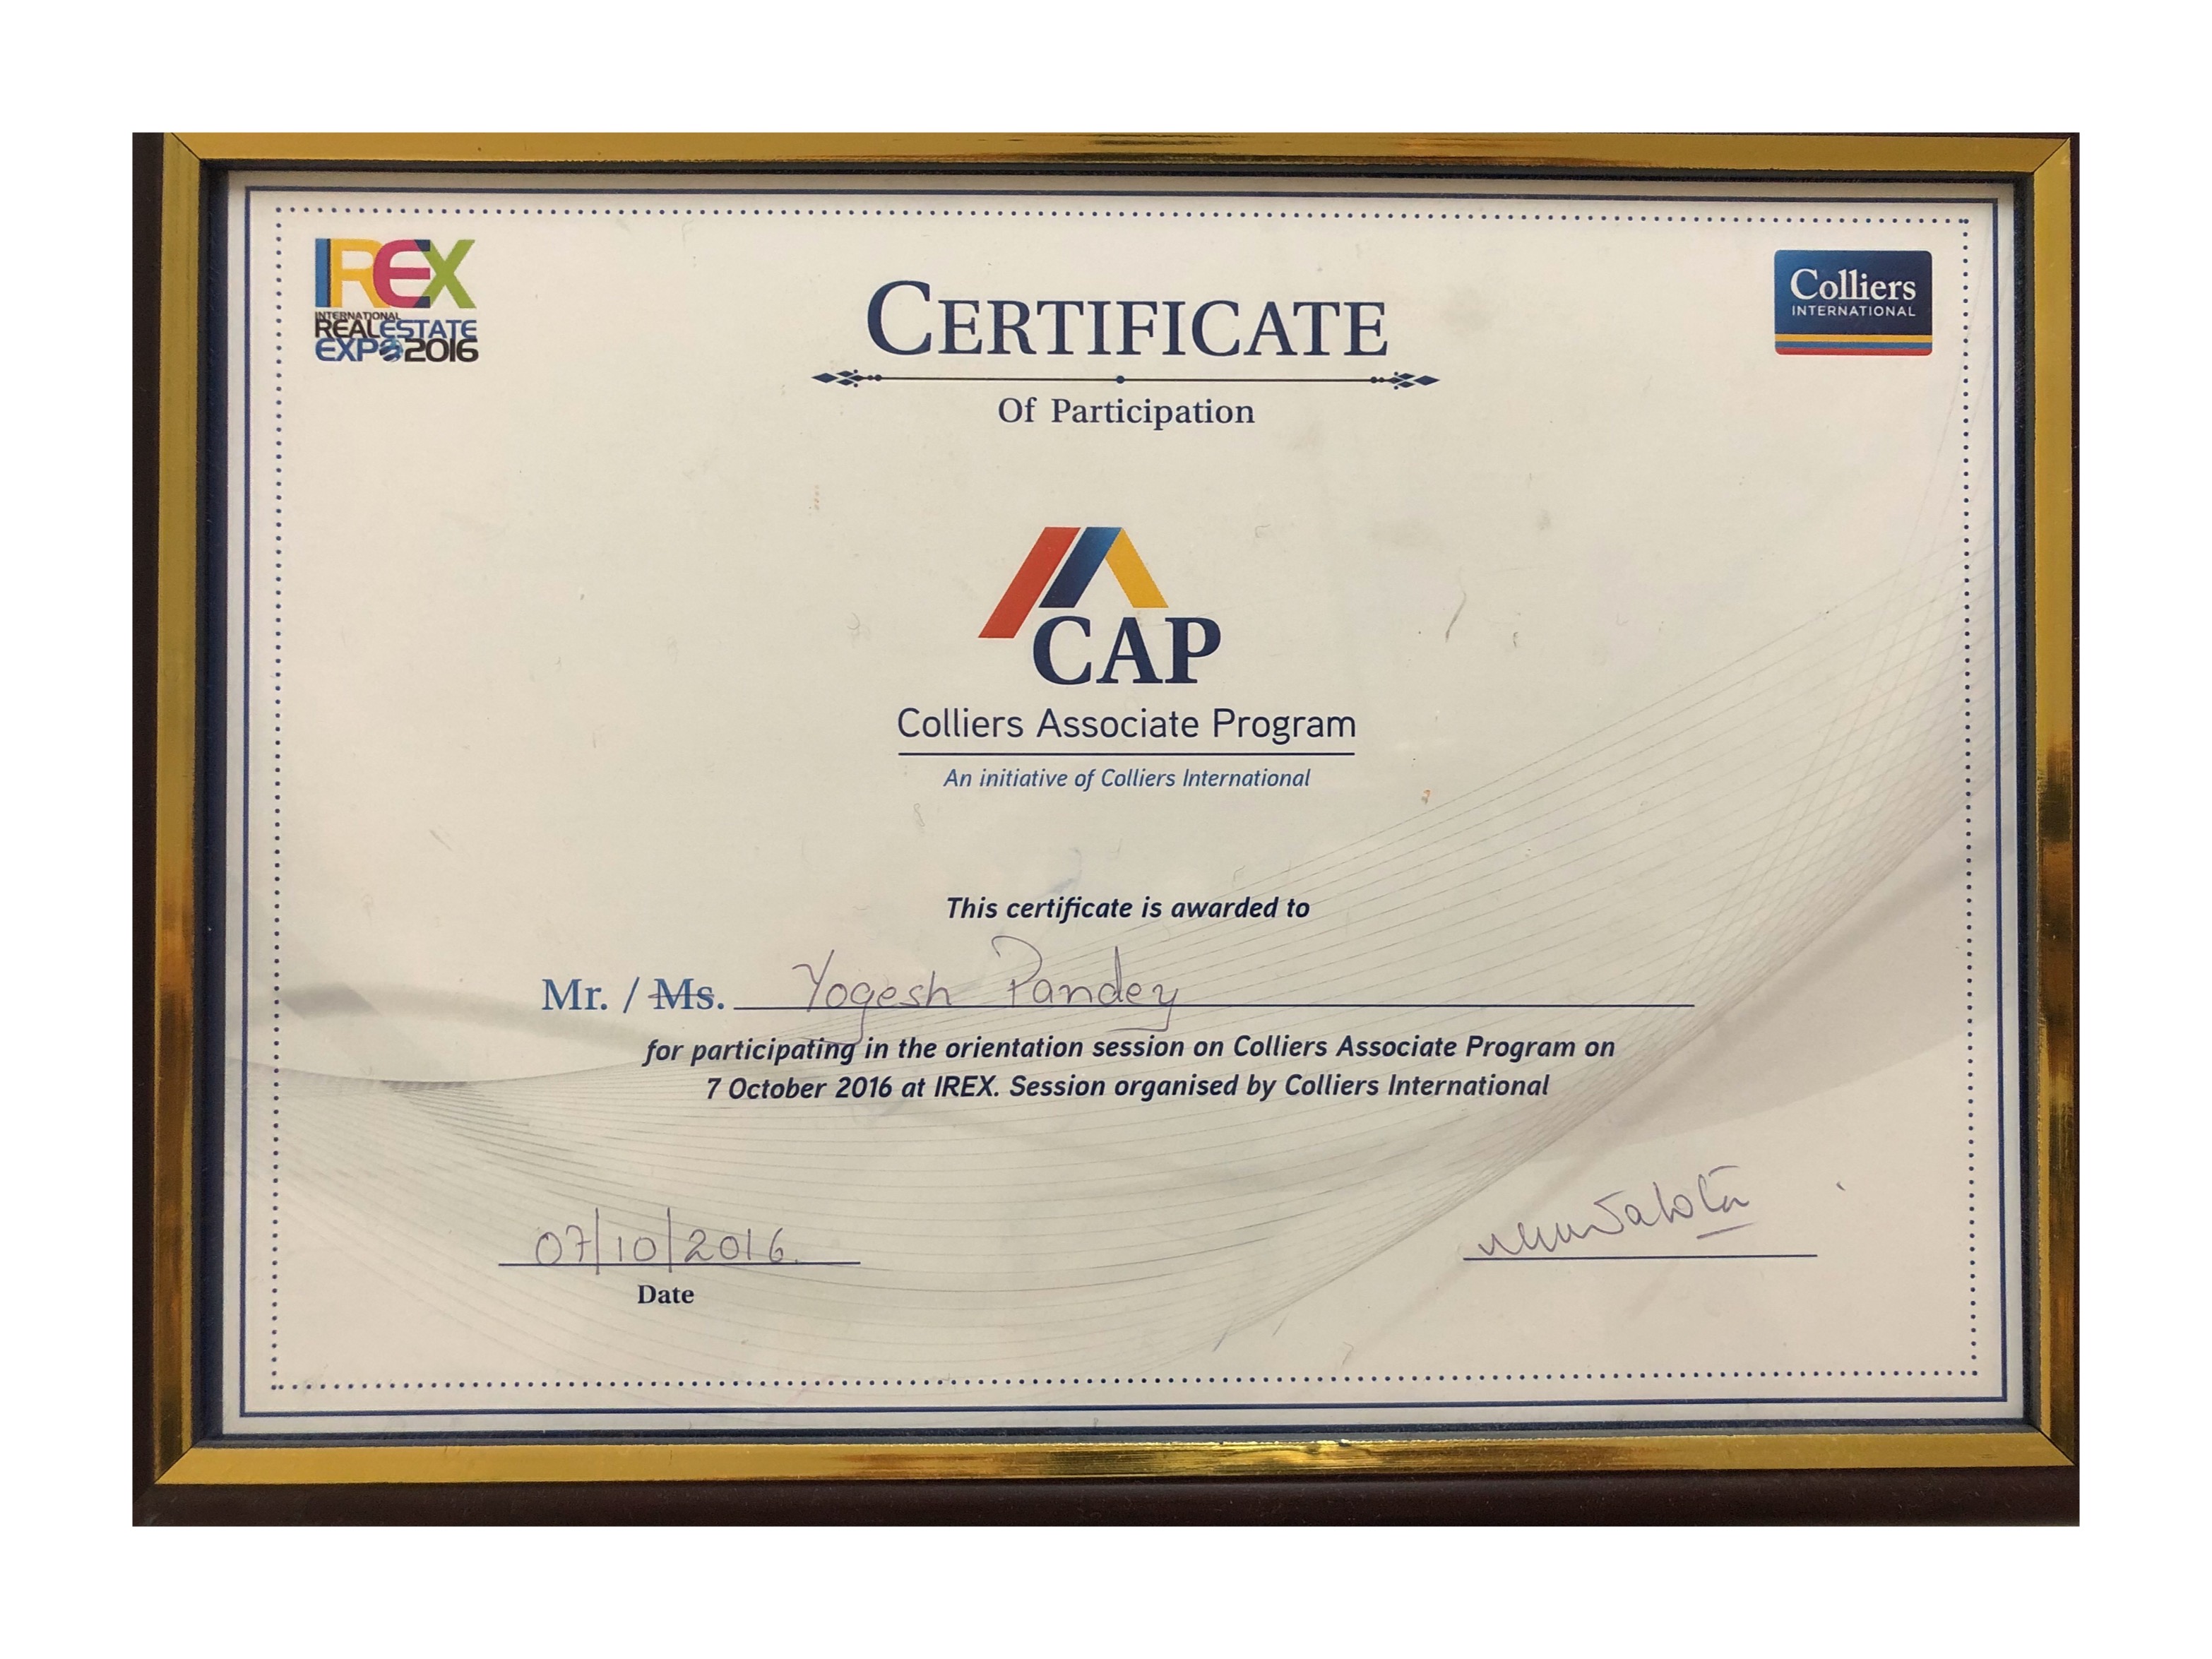 IREX
INTERNATIONAL
REAL ESTATE
EXPO 2016
Colliers
INTERNATIONAL
CERTIFICATE
Of Participation
CAP
Colliers Associate Program
An initiative of Colliers International
This certificate is awarded to
Mr. / Ms. Yogesh Pandey
for participating in the orientation session on Colliers Associate Program on
7 October 2016 at IREX. Session organised by Colliers International
07/10/2016.
Date